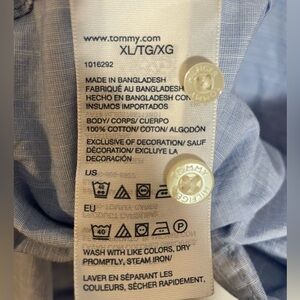 www.tommy.com
XL/TG/XG
1016292
MADE IN BANGLADESH
FABRIQUÉ AU BANGLADESH
HECHO EN BANGLADESH CON
INSUMOS IMPORTADOS
BODY/CORPS/CUERPO
100% COTTON/COTON/ALGODÓN
EXCLUSIVE OF DECORATION/ SAUF
DÉCORATION/ EXCLUYE LA
DECORACIÓN
US
EU
40
WASH WITH LIKE COLORS, DRY
PROMPTLY, STEAM IRON/
LAVER EN SÉPARANT LES
COULEURS, SÉCHER RAPIDEMENT,
TOMMY